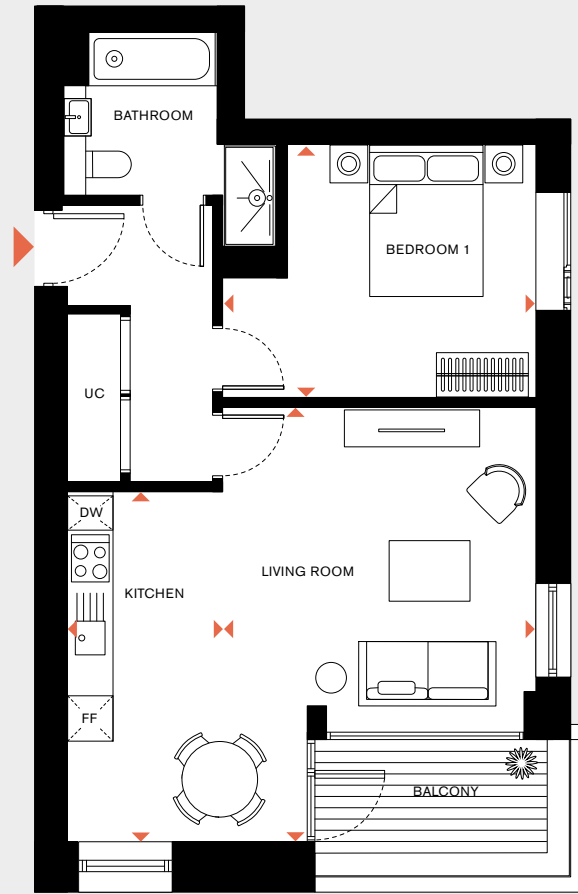 BATHROOM
BEDROOM 1
UC
DW
LIVING ROOM
KITCHEN
FF
BALCONY